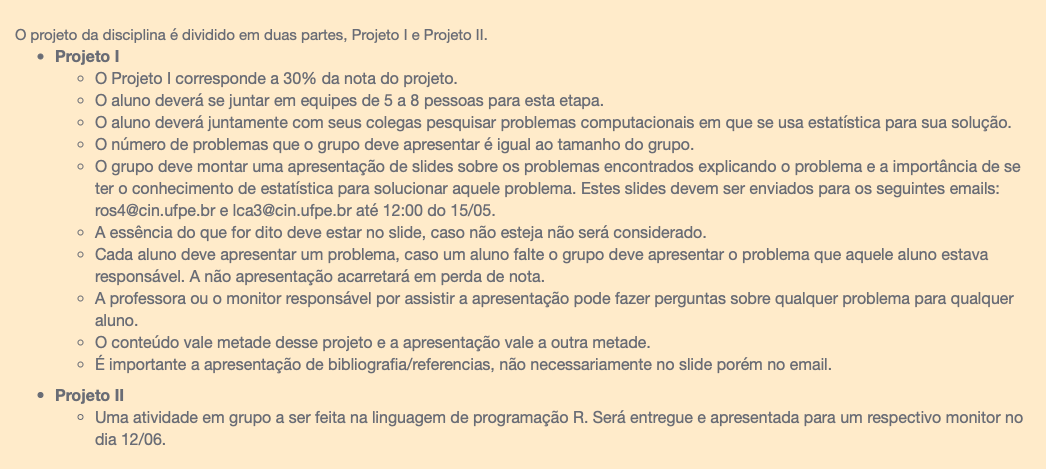 O projeto da disciplina é dividido em duas partes, Projeto I e Projeto II.
Projeto I
O Projeto I corresponde a 30% da nota do projeto.
O aluno deverá se juntar em equipes de 5 a 8 pessoas para esta etapa.
O aluno deverá juntamente com seus colegas pesquisar problemas computacionais em que se usa estatística para sua solução.
O número de problemas que o grupo deve apresentar é igual ao tamanho do grupo.
O grupo deve montar uma apresentação de slides sobre os problemas encontrados explicando o problema e a importância de se
ter o conhecimento de estatística para solucionar aquele problema. Estes slides devem ser enviados para os seguintes emails:
ros4@cin.ufpe.br e lca3@cin.ufpe.br até 12:00 do 15/05.
A essência do que for dito deve estar no slide, caso não esteja não será considerado.
Cada aluno deve apresentar um problema, caso um aluno falte o grupo deve apresentar o problema que aquele aluno estava
responsável. A não apresentação acarretará em perda de nota.
A professora ou o monitor responsável por assistir a apresentação pode fazer perguntas sobre qualquer problema para qualquer
aluno.
O conteúdo vale metade desse projeto e a apresentação vale a outra metade.
É importante a apresentação de bibliografia/referencias, não necessariamente no slide porém no email.
Projeto II
Uma atividade em grupo a ser feita na linguagem de programação R. Será entregue e apresentada para um respectivo monitor no
dia 12/06.